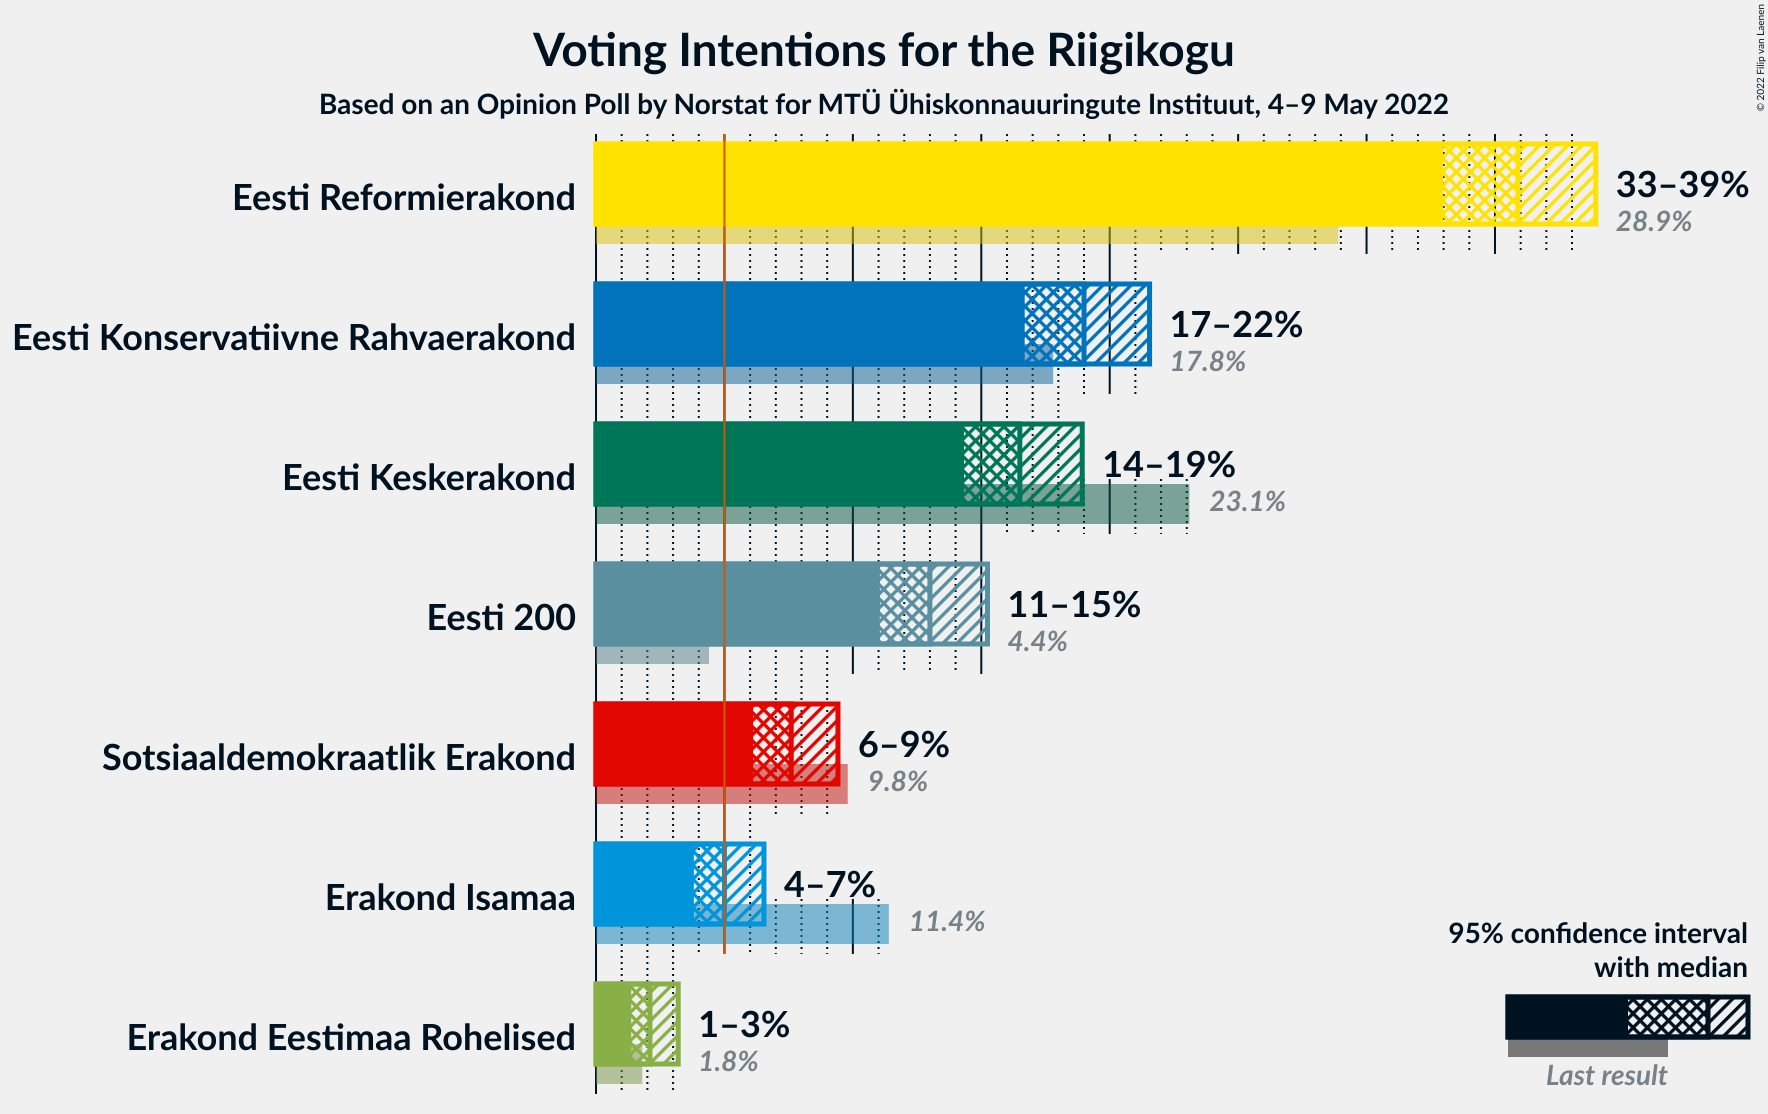 Voting Intentions for the Riigikogu
Based on an Opinion Poll by Norstat for MTÜ Ühiskonnauuringute Instituut, 4–9 May 2022
© 2022 Filip van Laenen
Eesti Reformierakond
33–39%
28.9%
Eesti Konservatiivne Rahvaerakond
17–22%
17.8%
Eesti Keskerakond
14–19%
23.1%
Eesti 200
11–15%
4.4%
Sotsiaaldemokraatlik Erakond
6–9%
9.8%
Erakond Isamaa
4–7%
11.4%
Erakond Eestimaa Rohelised
1–3%
1.8%
95% confidence interval
with median
Last result